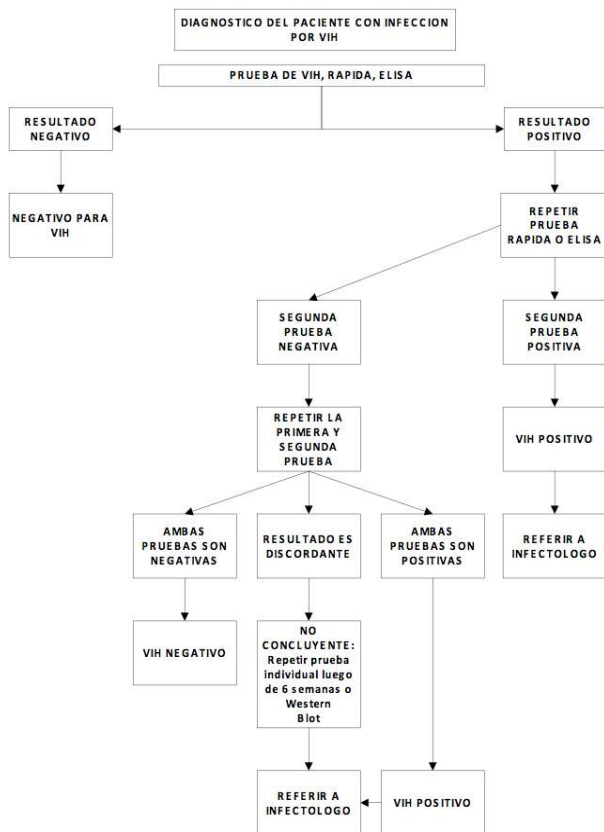 DIAGNOSTICO DEL PACIENTE CON INFECCION
POR VIH
PRUEBA DE VIH, RAPIDA, ELISA
RESULTADO
NEGATIVO
RESULTADO
POSITIVO
NEGATIVO PARA
VIH
REPETIR
PRUEBA
RAPIDA O ELISA
SEGUNDA
PRUEBA
NEGATIVA
SEGUNDA
PRUEBA
POSITIVA
REPETIR LA
PRIMERA Y
SEGUNDA
PRUEBA
VIH POSITIVO
AMBAS
PRUEBAS SON
NEGATIVAS
RESULTADO ES
DISCORDANTE
AMBAS
PRUEBAS SON
POSITIVAS
REFERIR A
INFECTOLOGO
VIH NEGATIVO
NO
CONCLUYENTE:
Repetir prueba
individual luego
de 6 semanas o
Western
Blot
REFERIR A
INFECTOLOGO
VIH POSITIVO